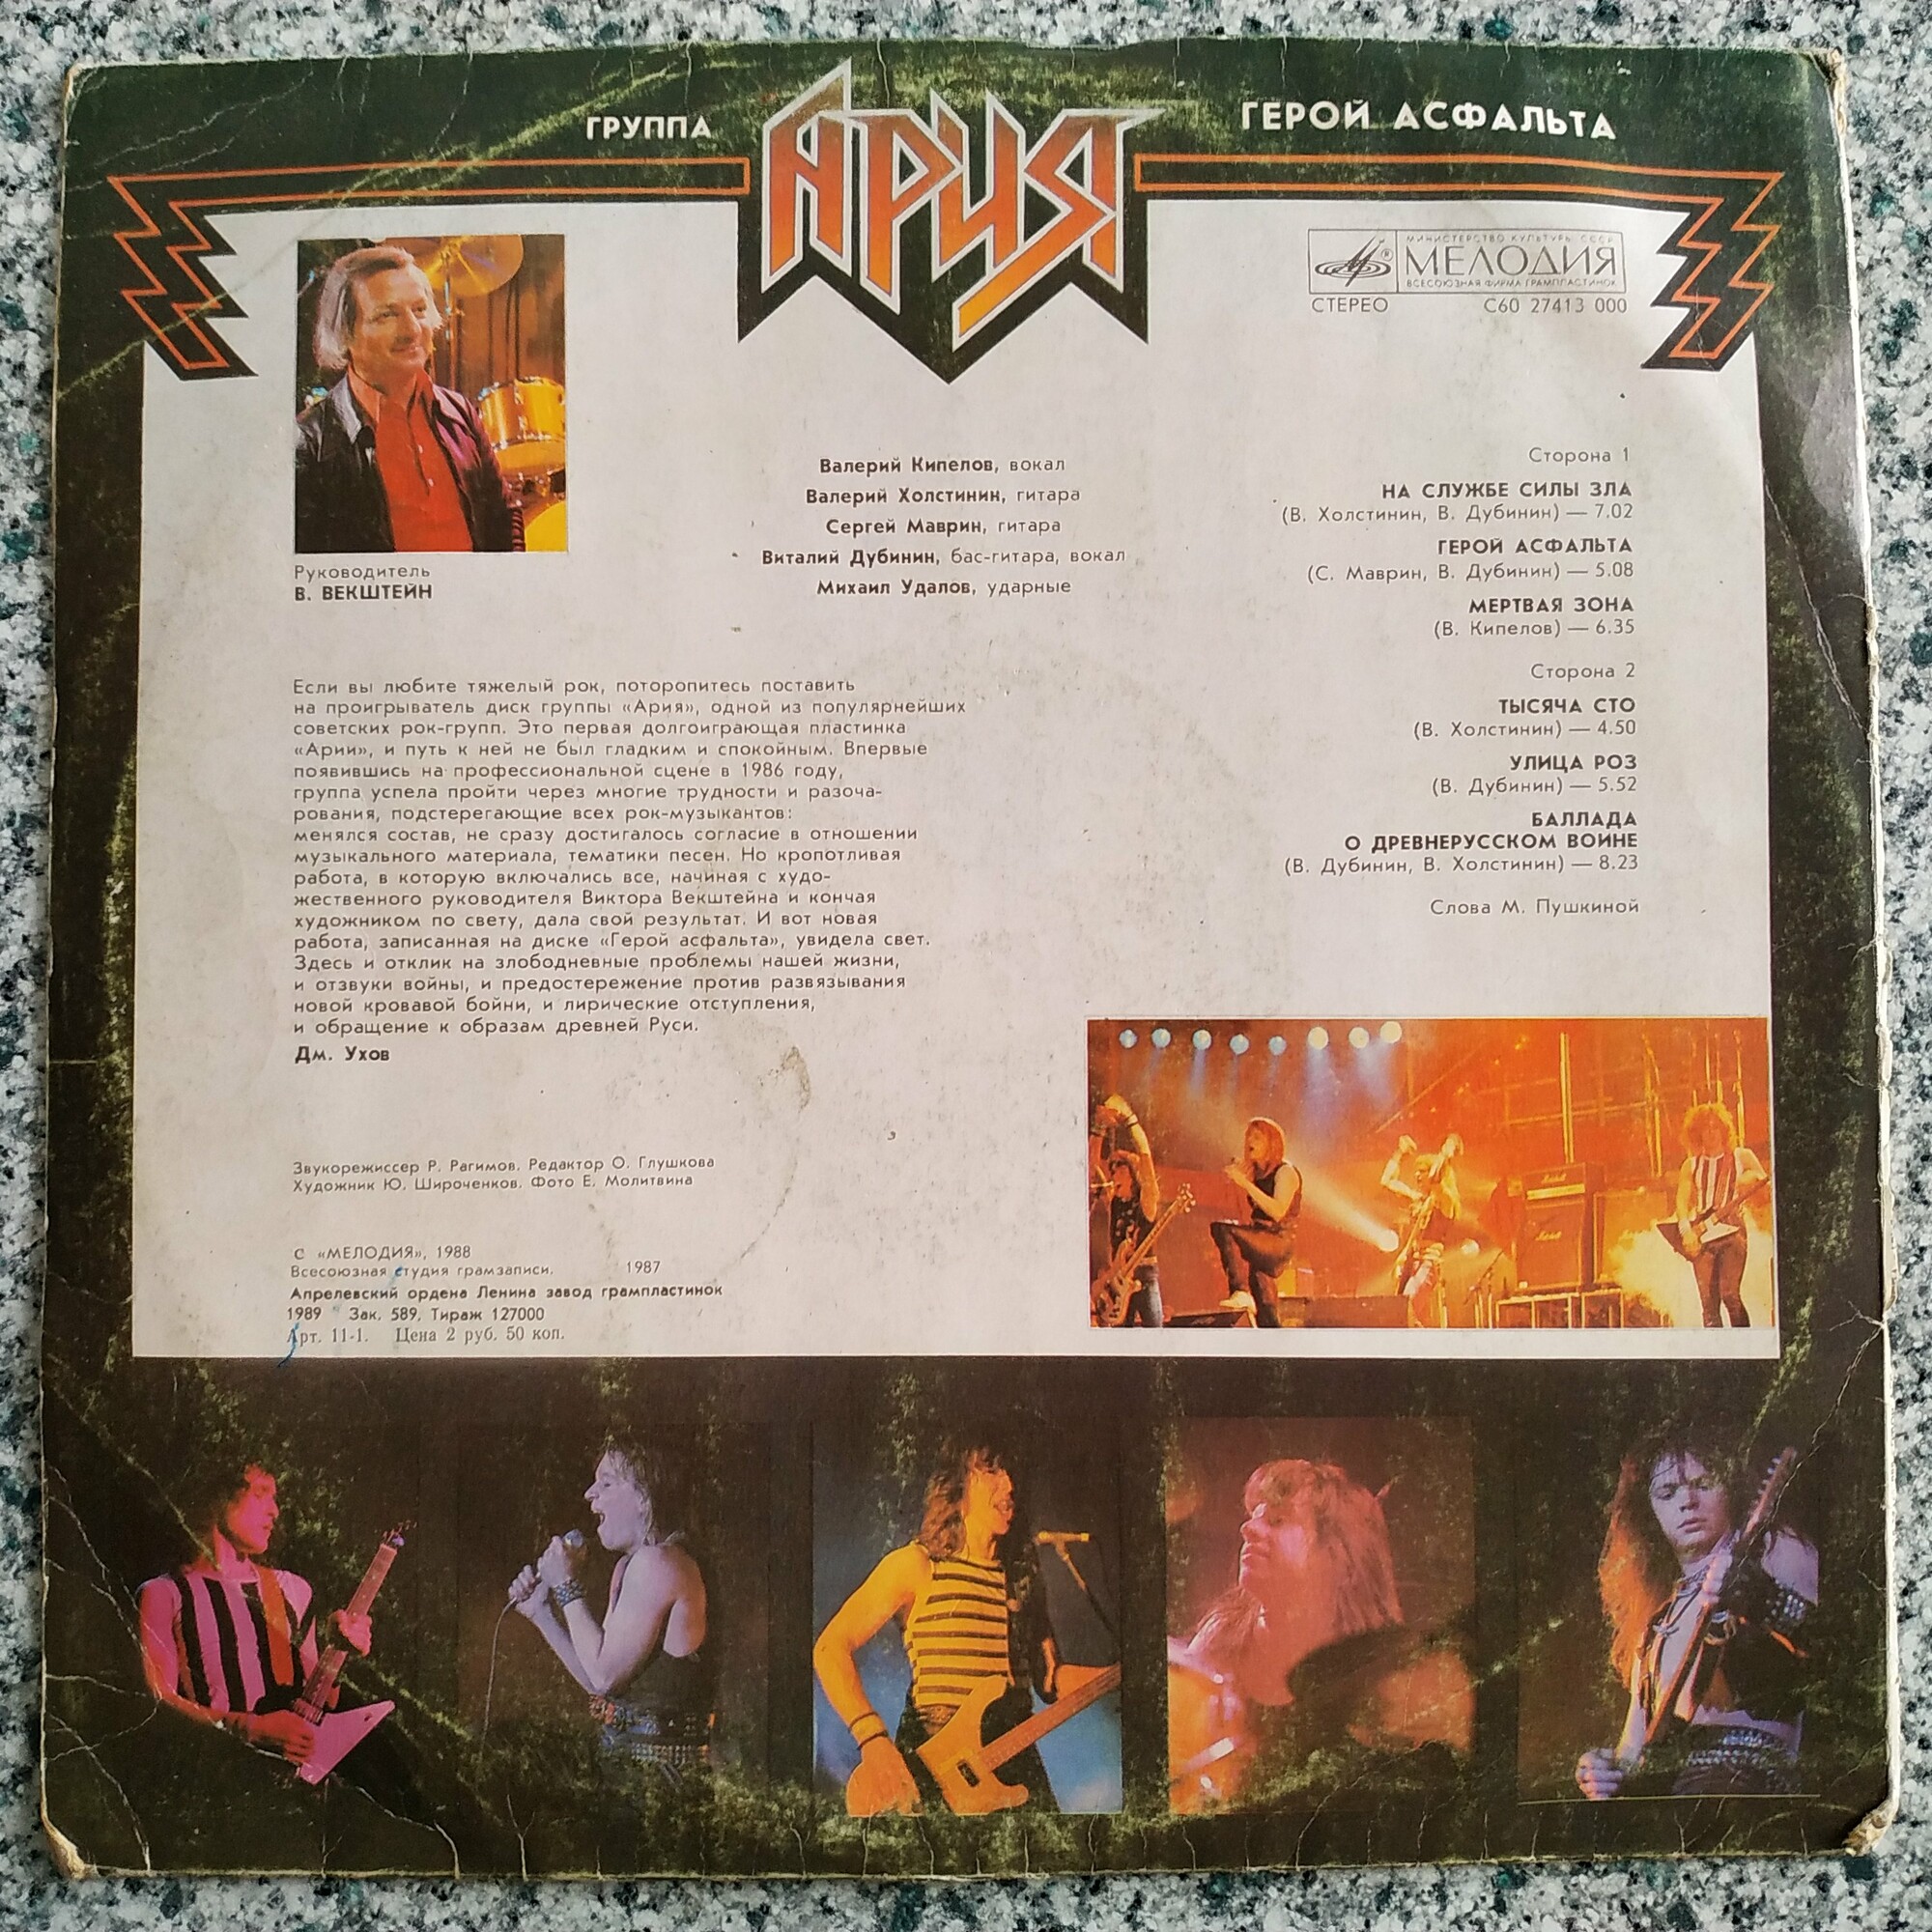 ГРУППА
АРИЯ
ГЕРОЙ АСФАЛЬТА
МИНИСТЕРСТВО КУЛЬТУРЫ СССР
МЕЛОДИЯ
ВСЕСОЮЗНАЯ ФИРМА ГРАМПЛАСТИНОК
СТЕРЕО С60 27413 000
Руководитель
В. ВЕКШТЕЙН
Валерий Кипелов, вокал
Валерий Холстинин, гитара
Сергей Маврин, гитара
Виталий Дубинин, бас-гитара, вокал
Михаил Удалов, ударные
Сторона 1
НА СЛУЖБЕ СИЛЫ ЗЛА
(В. Холстинин, В. Дубинин) — 7.02
ГЕРОЙ АСФАЛЬТА
(С. Маврин, В. Дубинин) — 5.08
МЕРТВАЯ ЗОНА
(В. Кипелов) — 6.35
Сторона 2
ТЫСЯЧА СТО
(В. Холстинин) — 4.50
УЛИЦА РОЗ
(В. Дубинин) — 5.52
БАЛЛАДА
О ДРЕВНЕРУССКОМ ВОИНЕ
(В. Дубинин, В. Холстинин) — 8.23
Слова М. Пушкиной
Если вы любите тяжелый рок, поторопитесь поставить
на проигрыватель диск группы «Ария», одной из популярнейших
советских рок-групп. Это первая долгоиграющая пластинка
«Арии», и путь к ней не был гладким и спокойным. Впервые
появившись на профессиональной сцене в 1986 году,
группа успела пройти через многие трудности и разоча-
рования, подстерегающие всех рок-музыкантов:
менялся состав, не сразу достигалось согласие в отношении
музыкального материала, тематики песен. Но кропотливая
работа, в которую включались все, начиная с худо-
жественного руководителя Виктора Векштейна и кончая
художником по свету, дала свой результат. И вот новая
работа, записанная на диске «Герой асфальта», увидела свет.
Здесь и отклик на злободневные проблемы нашей жизни,
и отзвуки войны, и предостережение против развязывания
новой кровавой бойни, и лирические отступления,
и обращение к образам древней Руси.
Дм. Ухов
Звукорежиссер Р. Рагимов. Редактор О. Глушкова
Художник Ю. Широченков. Фото Е. Молитвина
С «МЕЛОДИЯ», 1988
Всесоюзная студия грамзаписи. 1987
Апрелевский ордена Ленина завод грампластинок
1989 Зак. 589. Тираж 127000
Арт. 11-1. Цена 2 руб. 50 коп.